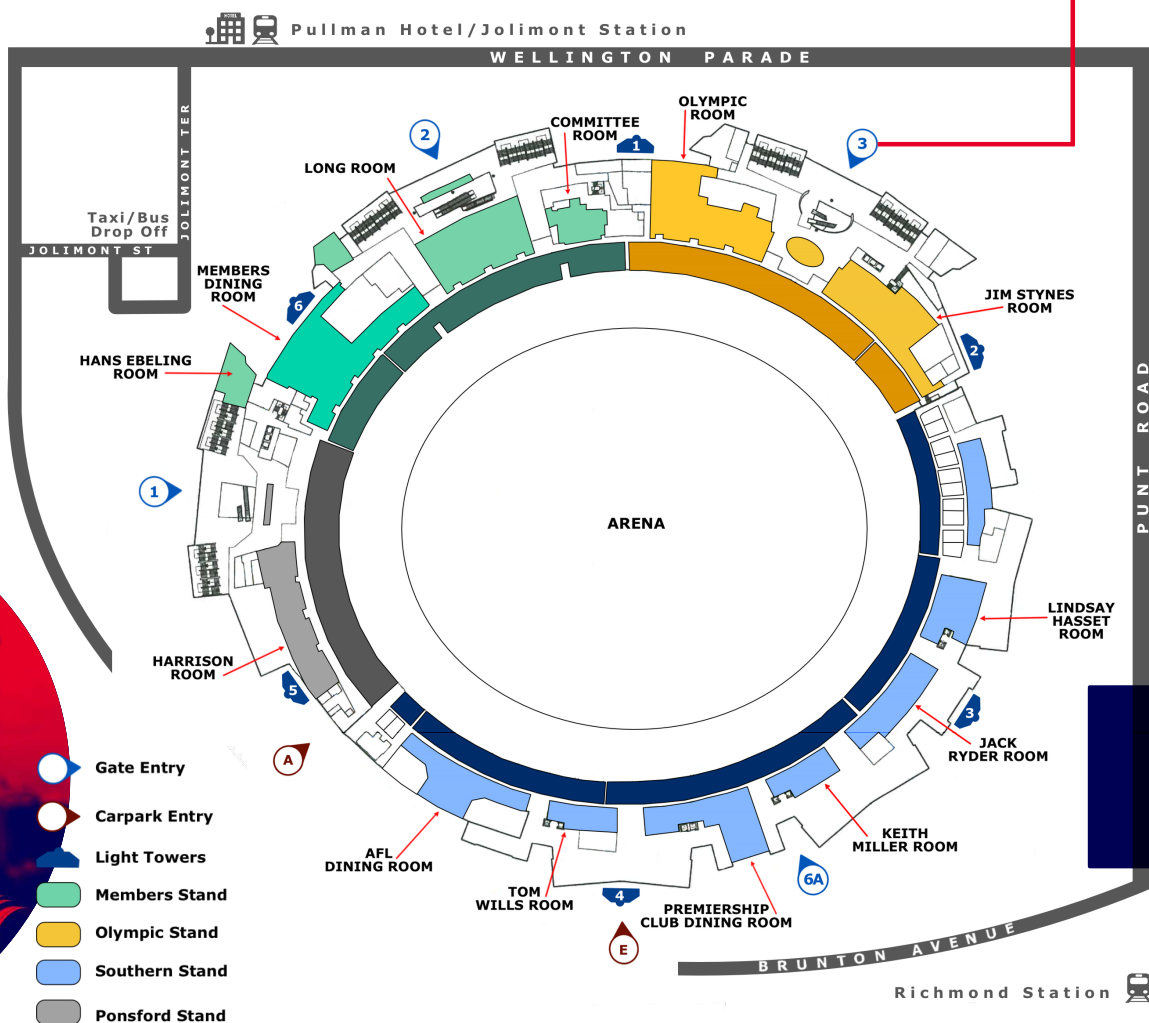 HOTEL
Pullman Hotel/Jolimont Station
WELLINGTON PARADE
JOLIMONT TER
Taxi/Bus
Drop Off
JOLIMONT ST
OLYMPIC
ROOM
COMMITTEE
ROOM
2
1
3
LONG ROOM
MEMBERS
DINING
ROOM
6
JIM STYNES
ROOM
2
HANS EBELING
ROOM
PUNT ROAD
1
ARENA
LINDSAY
HASSET
ROOM
HARRISON
ROOM
5
3
JACK
RYDER ROOM
A
Gate Entry
Carpark Entry
Light Towers
Members Stand
Olympic Stand
Southern Stand
Ponsford Stand
AFL
DINING ROOM
TOM
WILLS ROOM
4
E
PREMIERSHIP
CLUB DINING ROOM
6A
KEITH
MILLER ROOM
BRUNTON AVENUE
Richmond Station